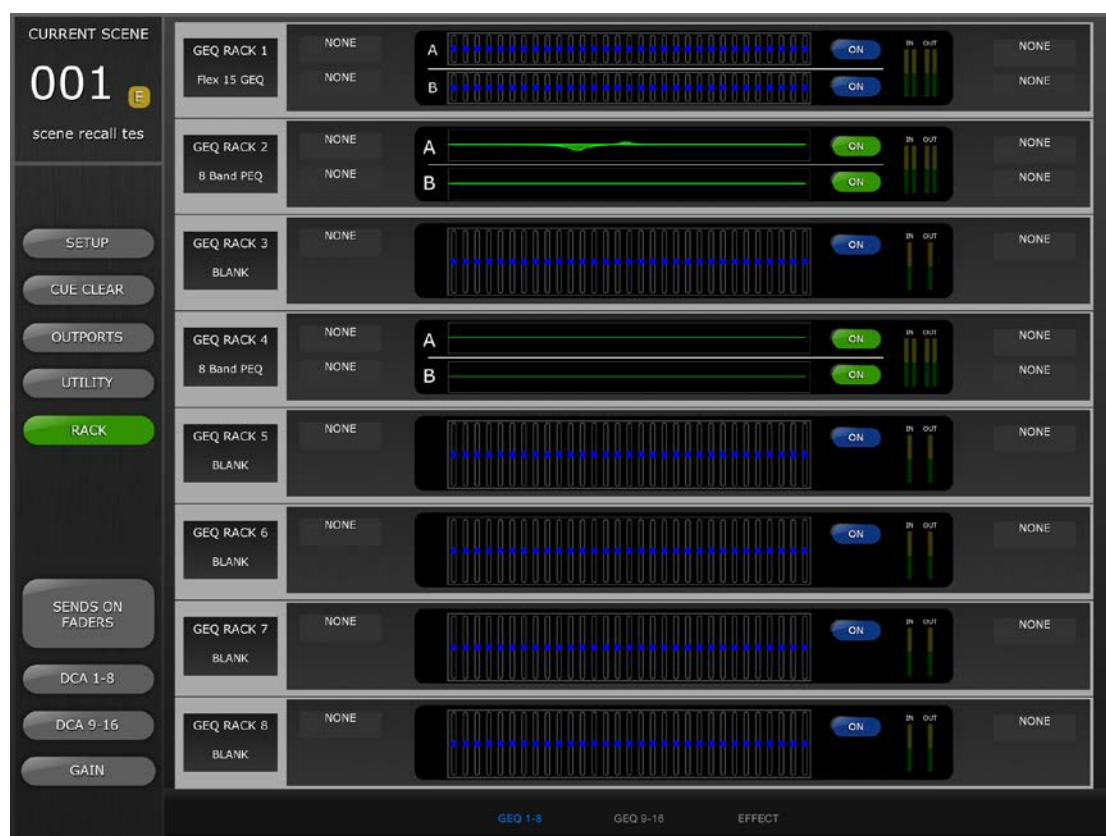 CURRENT SCENE
001 E
scene recall tes
SETUP
CUE CLEAR
OUTPORTS
UTILITY
RACK
SENDS ON
FADERS
DCA 1-8
DCA 9-16
GAIN
GEQ RACK 1
Flex 15 GEQ
NONE
NONE
A
B
ON
ON
IN OUT
NONE
NONE
GEQ RACK 2
8 Band PEQ
NONE
NONE
A
B
ON
ON
IN OUT
NONE
NONE
GEQ RACK 3
BLANK
NONE
ON
IN OUT
NONE
GEQ RACK 4
8 Band PEQ
NONE
NONE
A
B
ON
ON
IN OUT
NONE
NONE
GEQ RACK 5
BLANK
NONE
ON
IN OUT
NONE
GEQ RACK 6
BLANK
NONE
ON
IN OUT
NONE
GEQ RACK 7
BLANK
NONE
ON
IN OUT
NONE
GEQ RACK 8
BLANK
NONE
ON
IN OUT
NONE
GEQ 1-8 GEQ 9-16 EFFECT